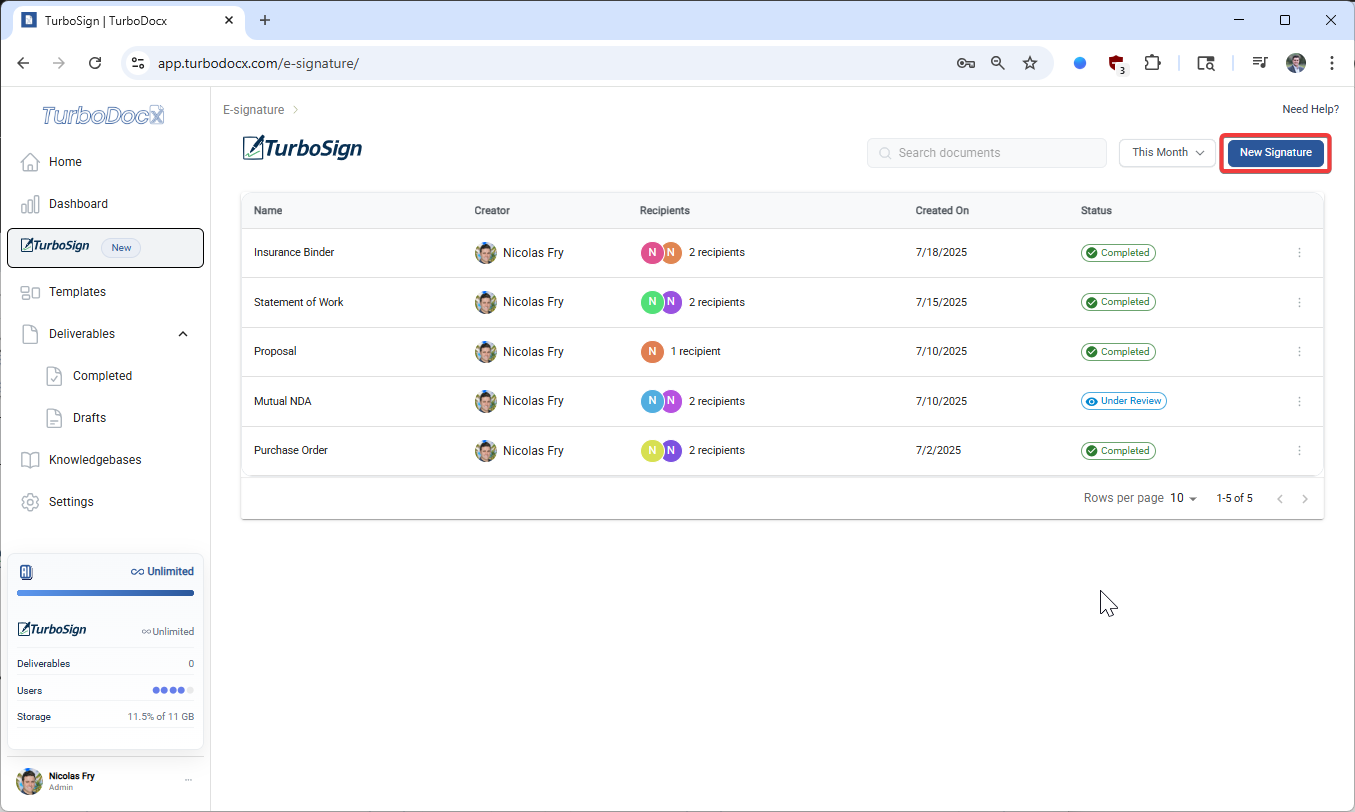 TurboSign | TurboDocx
app.turbodocx.com/e-signature/
3
TurboDocX
Home
Dashboard
TurboSign New
Templates
Deliverables
Completed
Drafts
Knowledgebases
Settings
Unlimited
TurboSign Unlimited
Deliverables 0
Users
Storage 11.5% of 11 GB
Nicolas Fry
Admin
...
E-signature >
Need Help?
TurboSign
Search documents
This Month
New Signature
Name Creator Recipients Created On Status
Insurance Binder Nicolas Fry N N 2 recipients 7/18/2025 Completed
Statement of Work Nicolas Fry N N 2 recipients 7/15/2025 Completed
Proposal Nicolas Fry N 1 recipient 7/10/2025 Completed
Mutual NDA Nicolas Fry N N 2 recipients 7/10/2025 Under Review
Purchase Order Nicolas Fry N N 2 recipients 7/2/2025 Completed
Rows per page 10 1-5 of 5